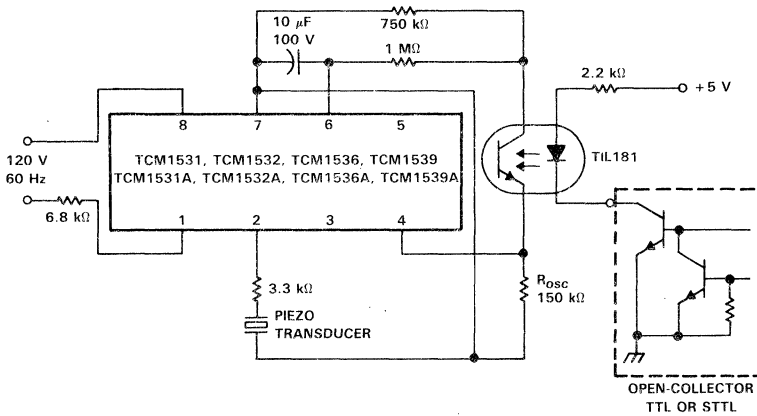 10 μF
100 V
750 kΩ
1 MΩ
2.2 kΩ
+5 V
8 7 6 5
TCM1531, TCM1532, TCM1536, TCM1539
TCM1531A, TCM1532A, TCM1536A, TCM1539A
1 2 3 4
120 V
60 Hz
6.8 kΩ
TIL181
3.3 kΩ
PIEZO
TRANSDUCER
Rosc
150 kΩ
OPEN-COLLECTOR
TTL OR STTL